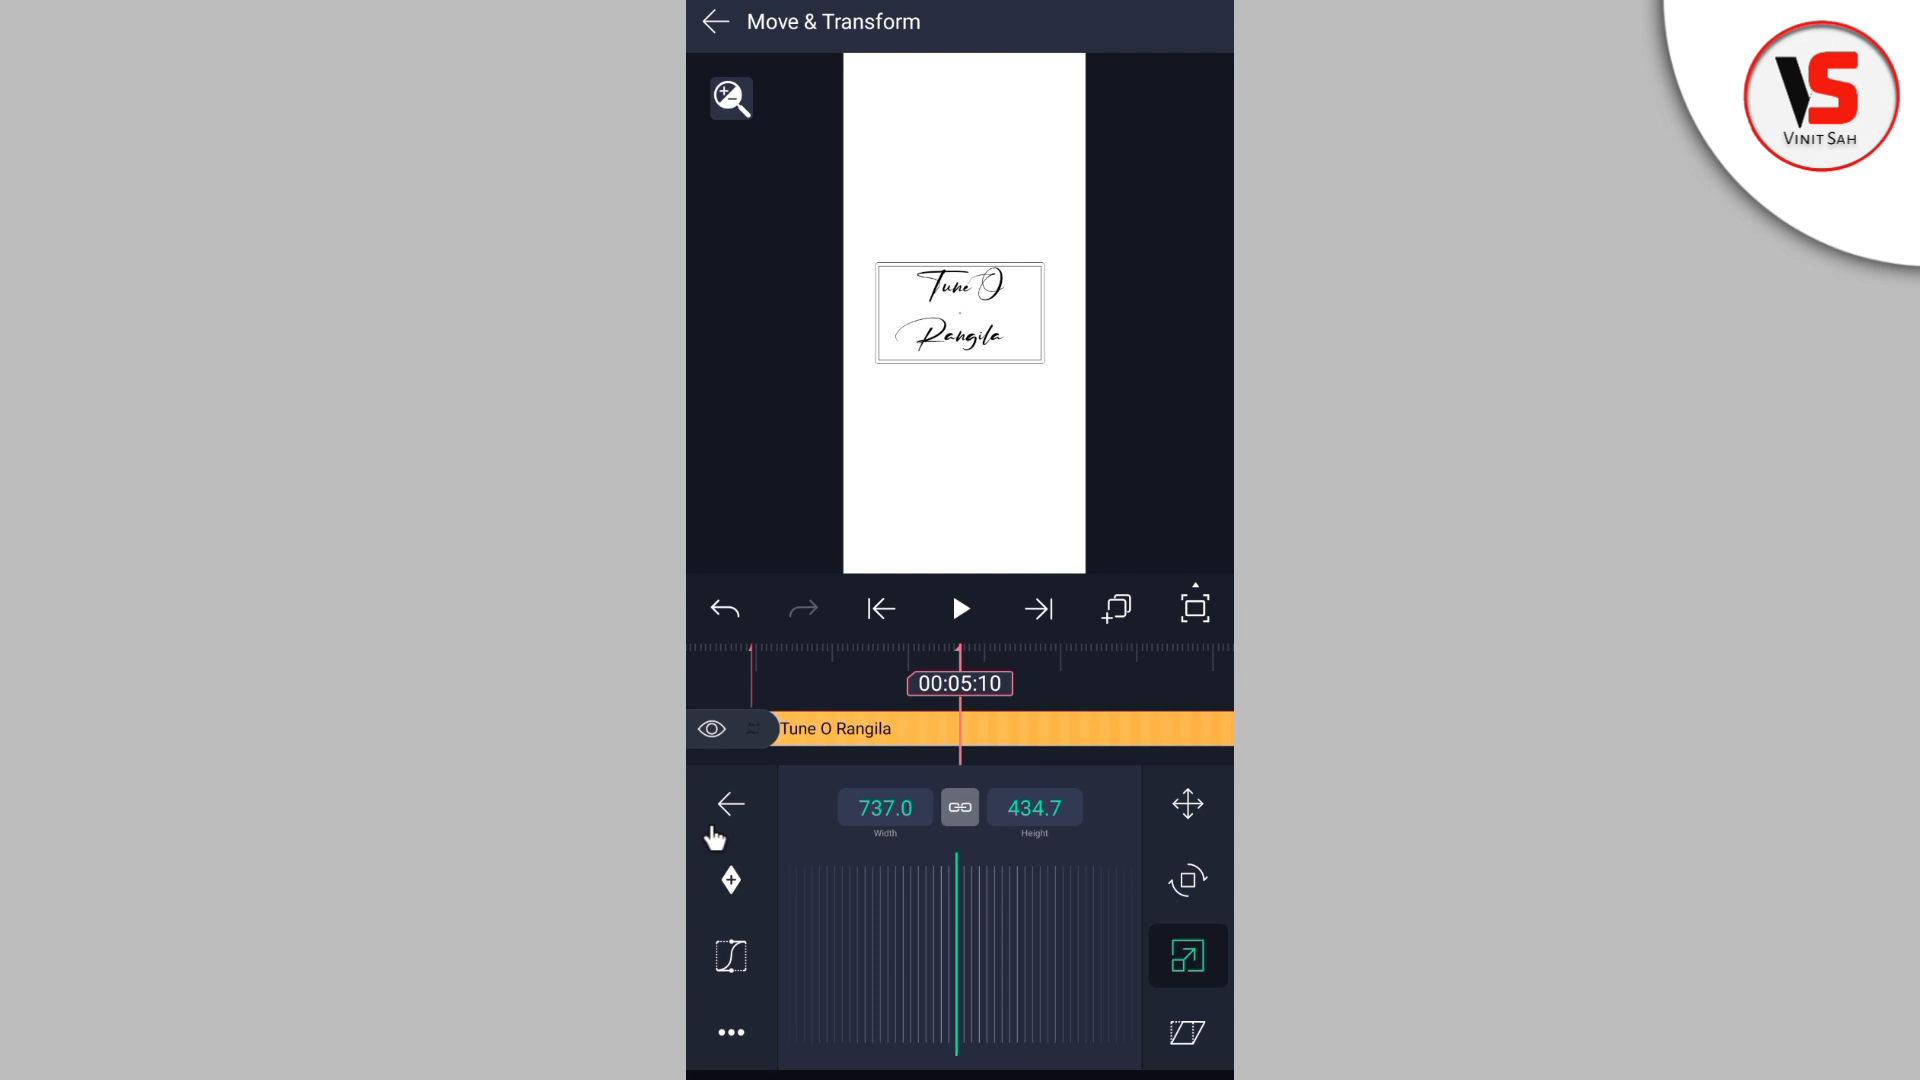 Move & Transform
VS
VINIT SAH
Tune O
Rangila
00:05:10
Tune O Rangila
737.0
434.7
Width
Height